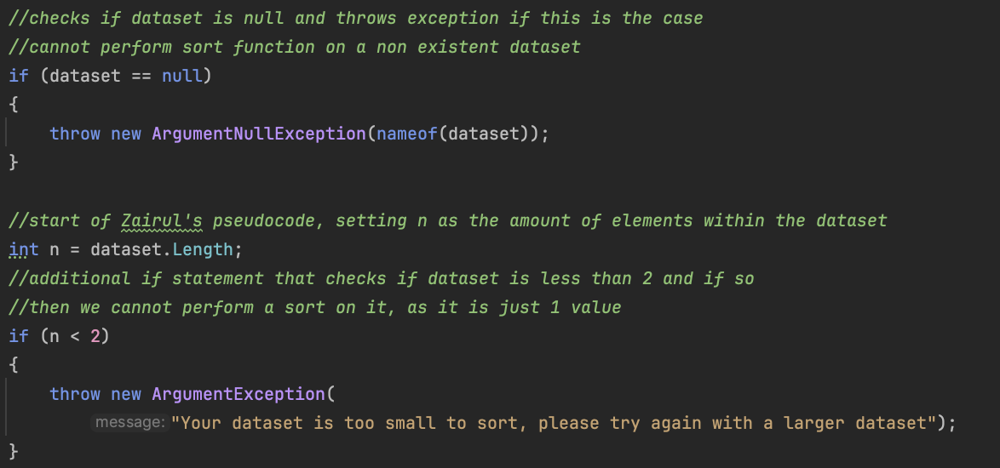 //checks if dataset is null and throws exception if this is the case
//cannot perform sort function on a non existent dataset
if (dataset == null)
{
    throw new ArgumentNullException(nameof(dataset));
}

//start of Zairul's pseudocode, setting n as the amount of elements within the dataset
int n = dataset.Length;
//additional if statement that checks if dataset is less than 2 and if so
//then we cannot perform a sort on it, as it is just 1 value
if (n < 2)
{
    throw new ArgumentException(
        message: "Your dataset is too small to sort, please try again with a larger dataset");
}